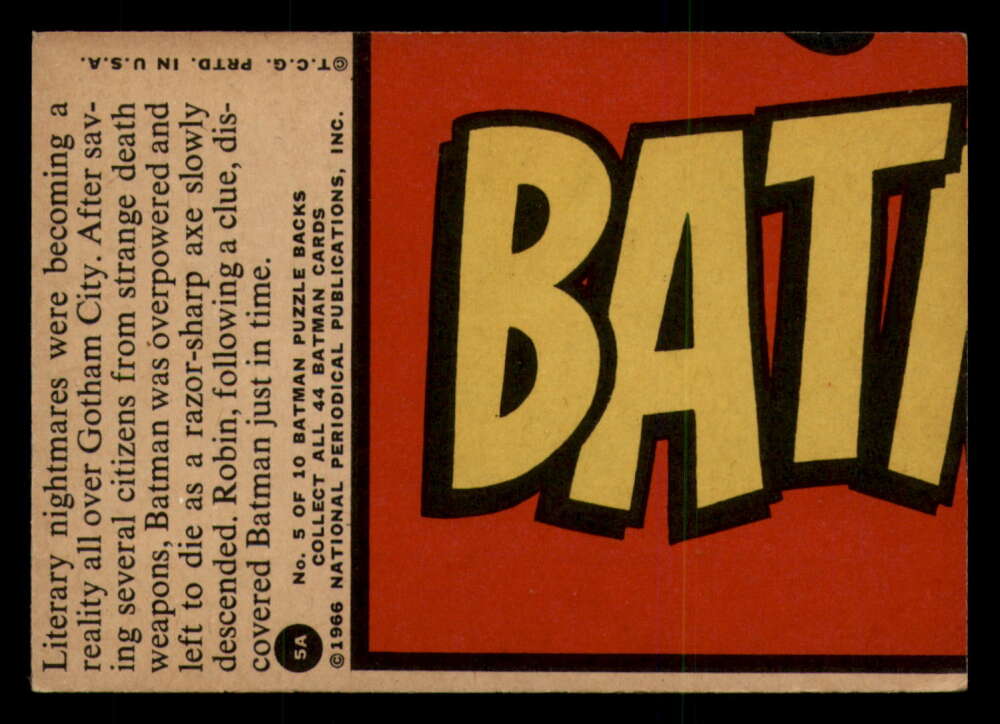 Literary nightmares were becoming a
reality all over Gotham City. After sav-
ing several citizens from strange death
weapons, Batman was overpowered and
left to die as a razor-sharp axe slowly
descended. Robin, following a clue, dis-
covered Batman just in time.
5A
No. 5 OF 10 BATMAN PUZZLE BACKS
COLLECT ALL 44 BATMAN CARDS
©1966 NATIONAL PERIODICAL PUBLICATIONS, INC.
© T.C.G. PRTD. IN U.S.A.
BAT